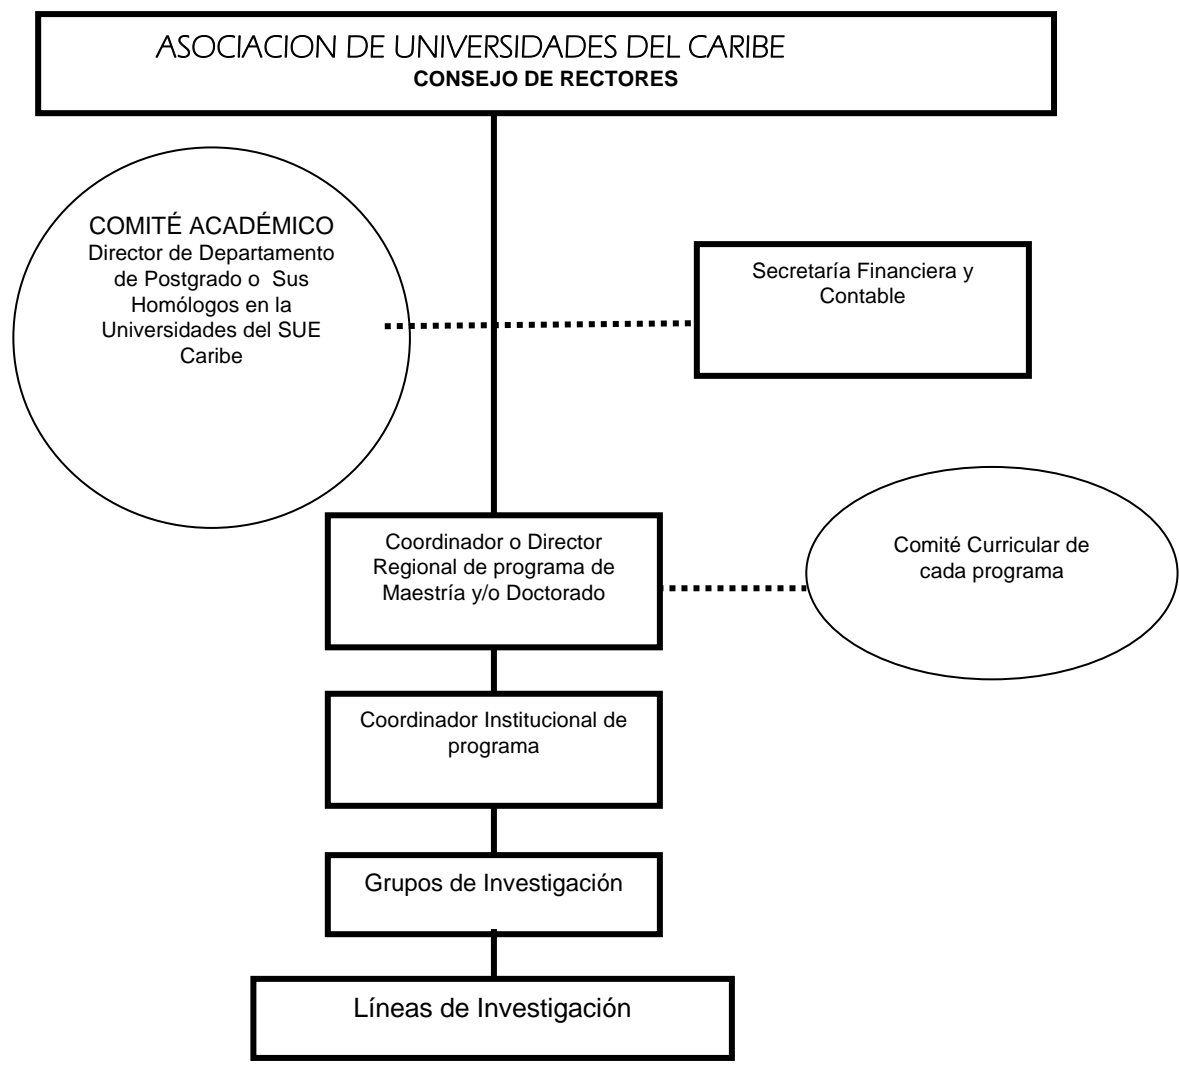 ASOCIACION DE UNIVERSIDADES DEL CARIBE
CONSEJO DE RECTORES
COMITÉ ACADÉMICO
Director de Departamento
de Postgrado o Sus
Homólogos en la
Universidades del SUE
Caribe
Secretaría Financiera y
Contable
Coordinador o Director
Regional de programa de
Maestría y/o Doctorado
Comité Curricular de
cada programa
Coordinador Institucional de
programa
Grupos de Investigación
Líneas de Investigación